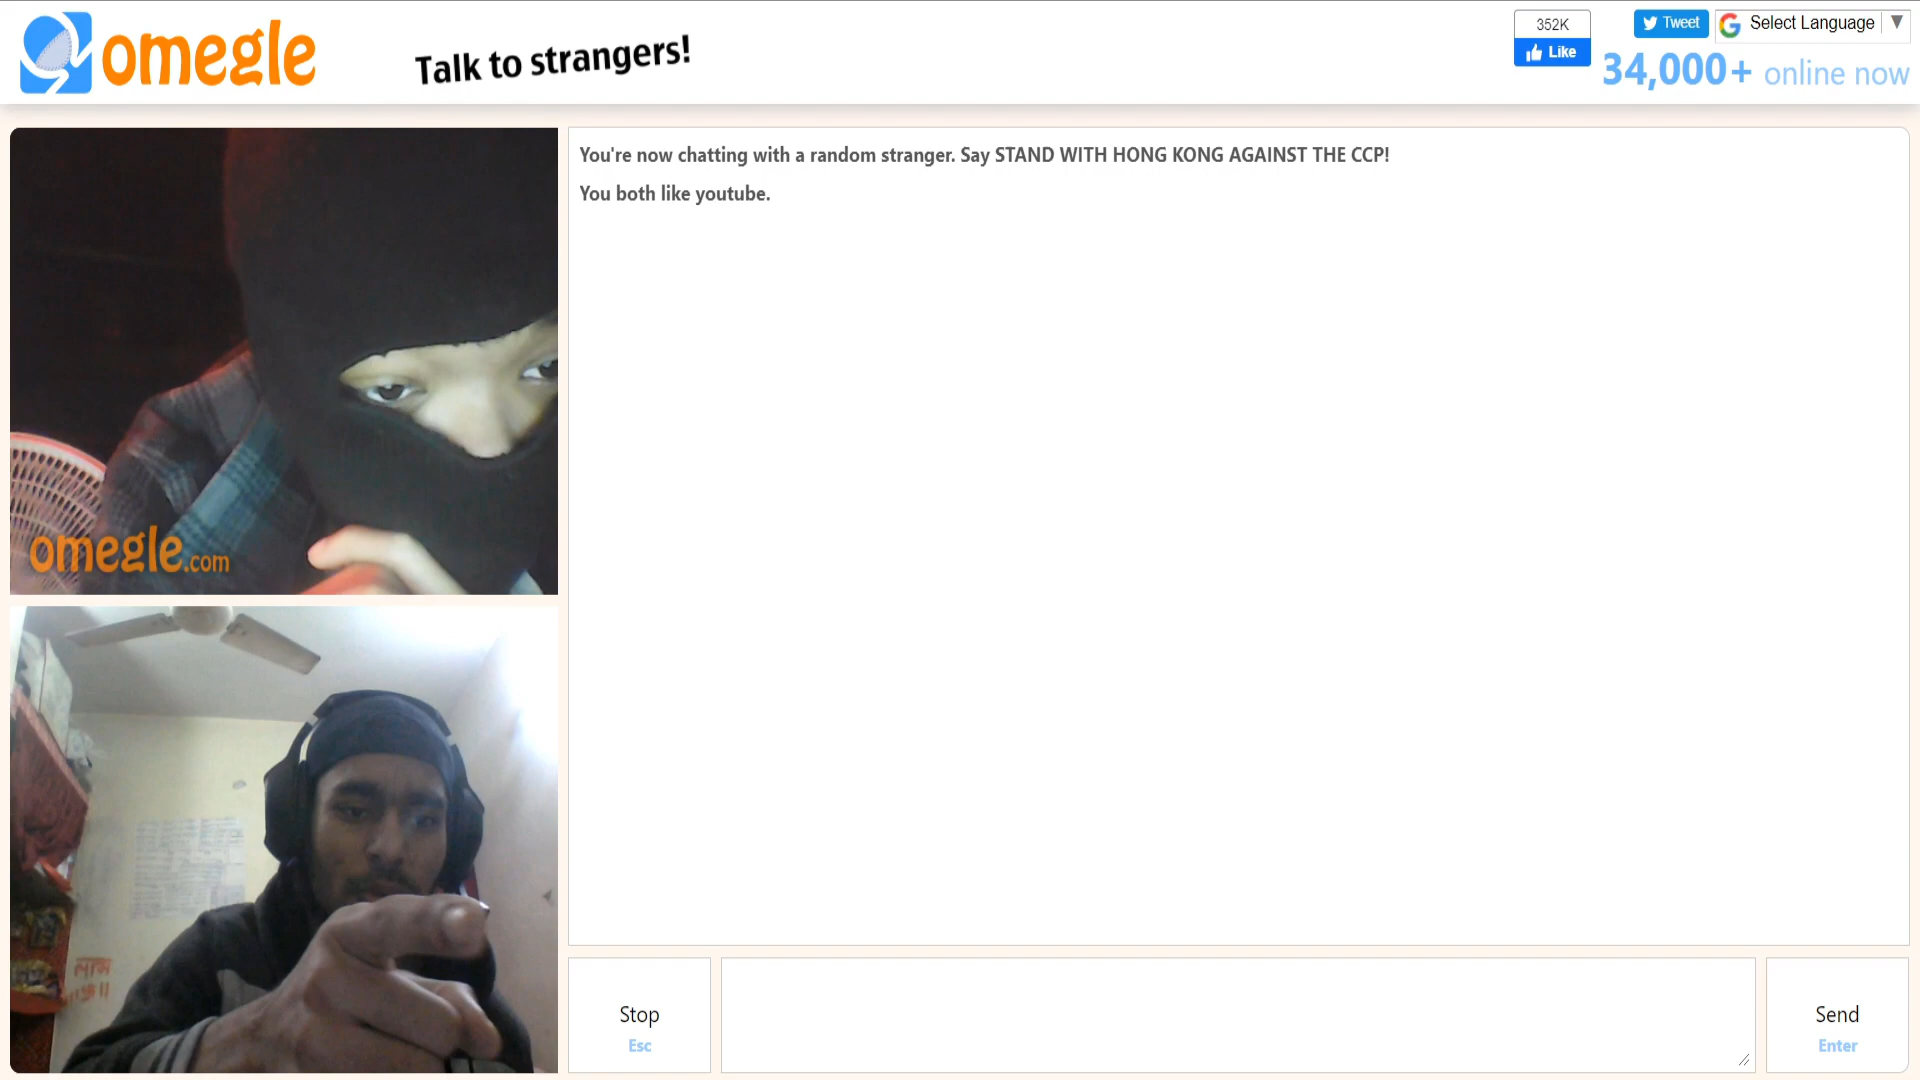 omegle
Talk to strangers!
352K
Like
Tweet
Select Language
34,000+ online now
You're now chatting with a random stranger. Say STAND WITH HONG KONG AGAINST THE CCP!
You both like youtube.
omegle.com
Stop
Esc
Send
Enter